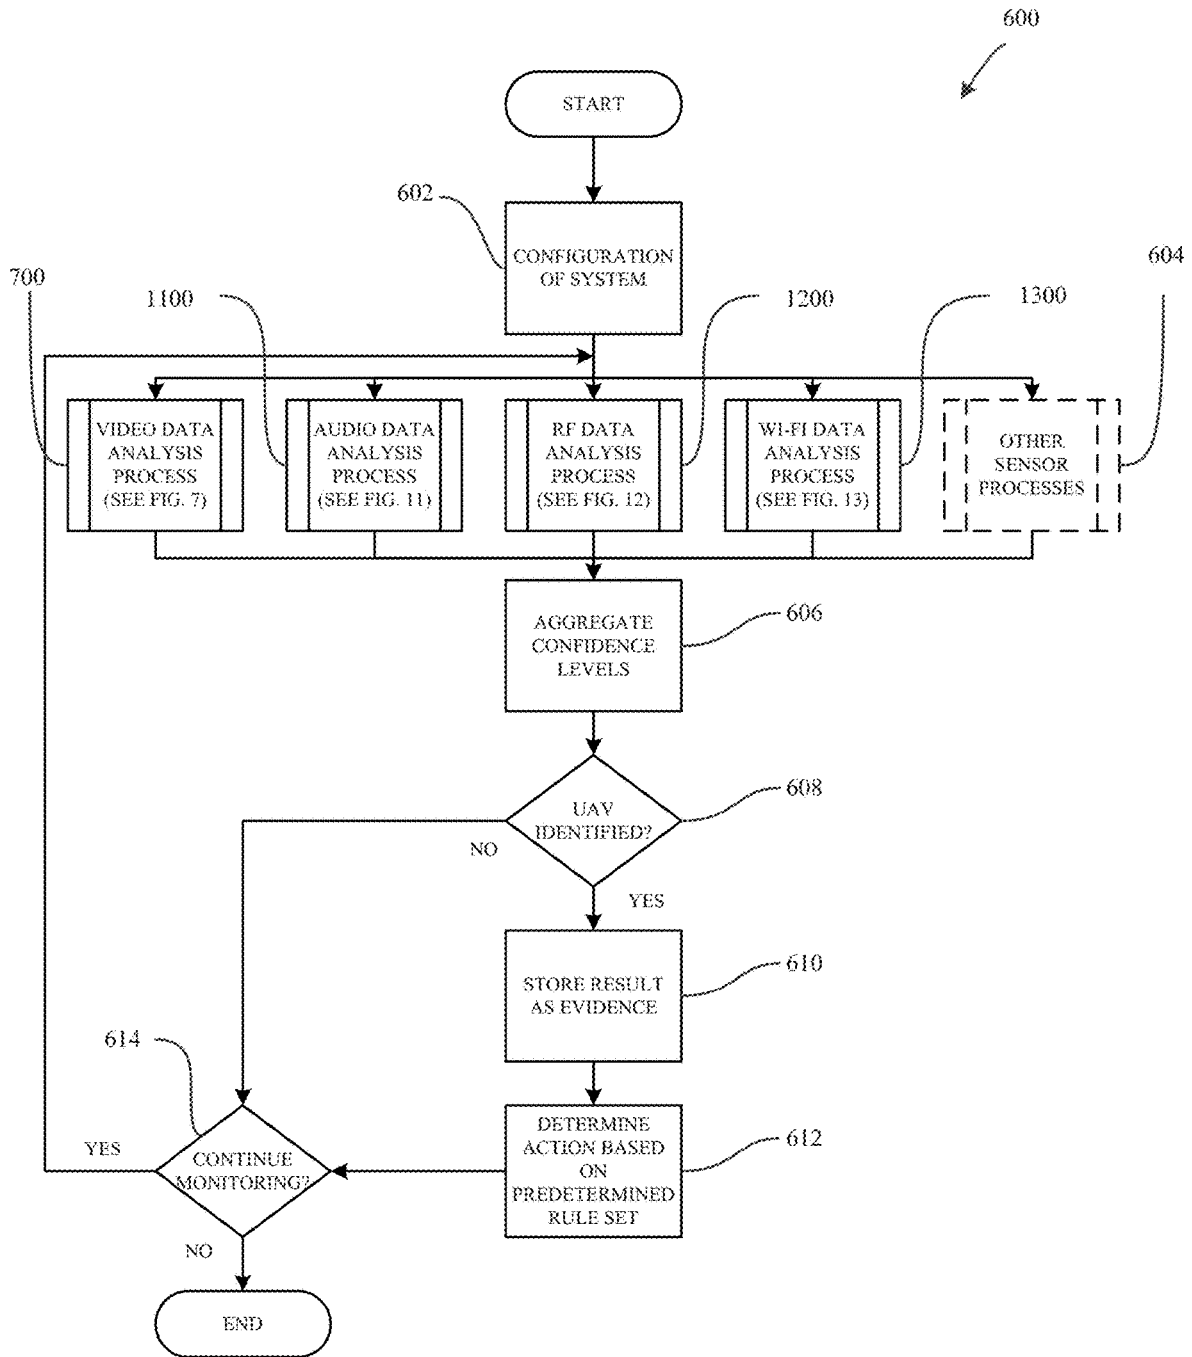 600
START
602
CONFIGURATION
OF SYSTEM
700
1100
1200
1300
604
VIDEO DATA
ANALYSIS
PROCESS
(SEE FIG. 7)
AUDIO DATA
ANALYSIS
PROCESS
(SEE FIG. 11)
RF DATA
ANALYSIS
PROCESS
(SEE FIG. 12)
WI-FI DATA
ANALYSIS
PROCESS
(SEE FIG. 13)
OTHER
SENSOR
PROCESSES
AGGREGATE
CONFIDENCE
LEVELS
606
UAV
IDENTIFIED?
608
NO
YES
STORE RESULT
AS EVIDENCE
610
614
DETERMINE
ACTION BASED
ON
PREDETERMINED
RULE SET
612
YES
CONTINUE
MONITORING?
NO
END